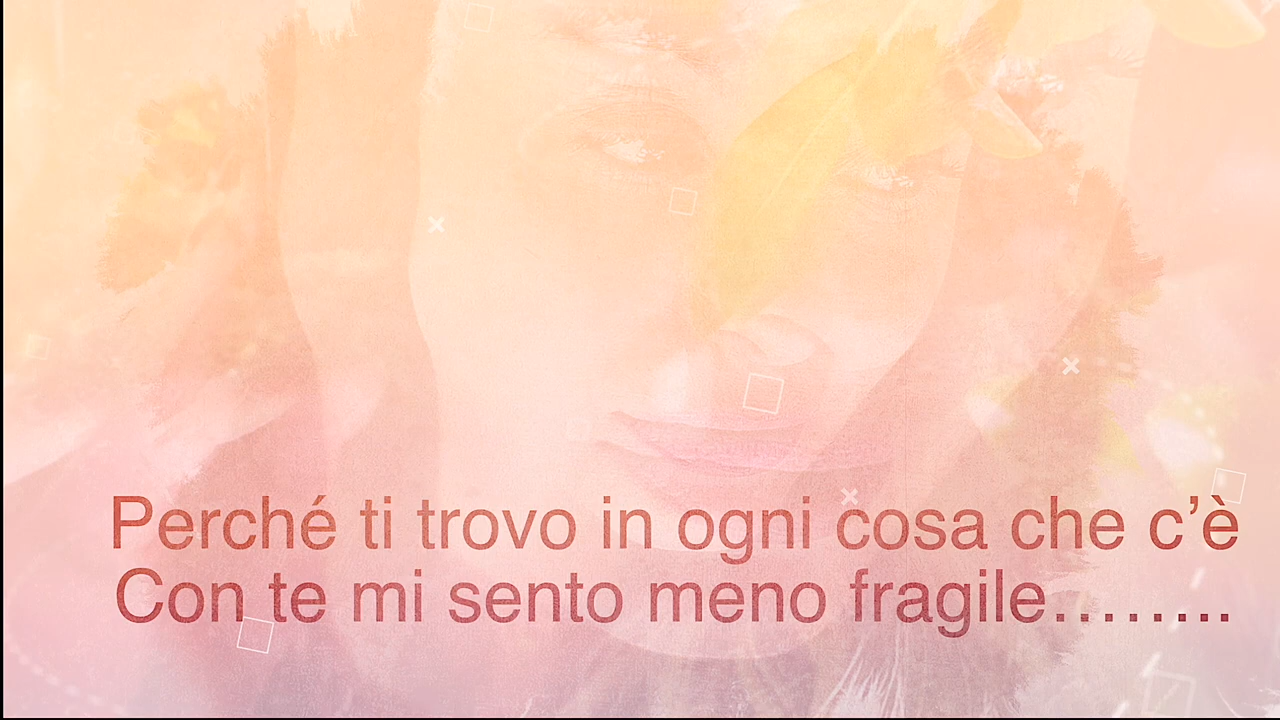 Perché ti trovo in ogni cosa che c’è
Con te mi sento meno fragile........